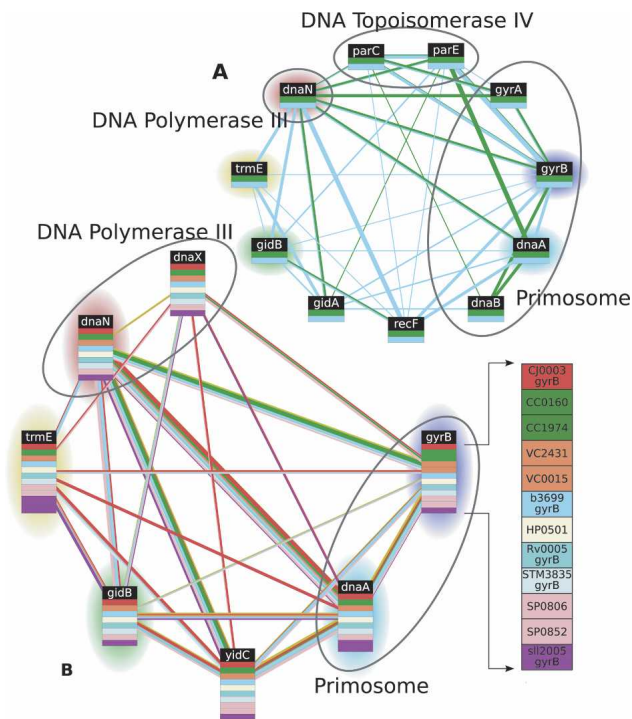 DNA Topoisomerase IV
parC
parE
A
dnaN
gyrA
DNA Polymerase III
trmE
gyrB
DNA Polymerase III
gidB
dnaA
dnaX
gidA
dnaB
Primosome
recF
dnaN
CJ0003
gyrB
CC0160
CC1974
trmE
gyrB
VC2431
VC0015
b3699
gyrB
HP0501
Rv0005
gyrB
STM3835
gyrB
gidB
dnaA
SP0806
SP0852
yidC
sll2005
gyrB
B
Primosome